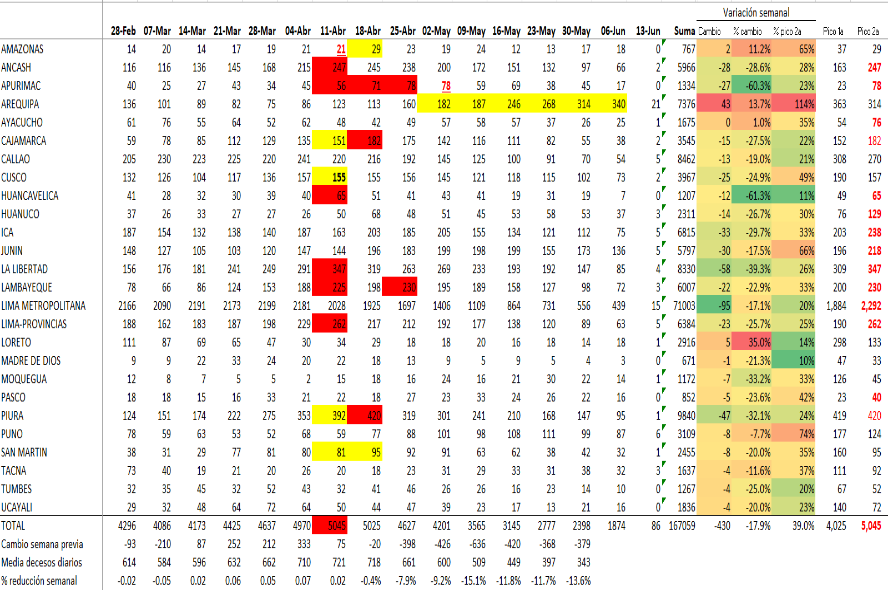 Variación semanal
28-Feb 07-Mar 14-Mar 21-Mar 28-Mar 04-Abr 11-Abr 18-Abr 25-Abr 02-May 09-May 16-May 23-May 30-May 06-Jun 13-Jun Suma Cambio % cambio % pico 2a Pico 1a Pico 2a
AMAZONAS 14 20 14 17 19 21 21 29 23 19 24 12 13 17 18 0 767 2 11.2% 65% 37 29
ANCASH 116 116 136 145 168 215 247 245 238 200 172 151 132 97 66 2 5966 -28 -28.6% 28% 163 247
APURIMAC 40 25 27 43 34 45 56 71 78 78 59 69 38 45 17 0 1334 -27 -60.3% 23% 23 78
AREQUIPA 136 101 89 82 75 86 123 113 160 182 187 246 268 314 340 21 7376 43 13.7% 114% 363 314
AYACUCHO 61 76 55 64 52 62 48 42 49 57 58 57 37 26 25 1 1675 0 1.0% 35% 54 76
CAJAMARCA 59 78 85 112 129 135 151 182 175 142 116 111 82 55 38 2 3545 -15 -27.5% 22% 152 182
CALLAO 205 230 223 225 220 241 220 216 192 145 125 100 91 70 54 5 8462 -13 -19.0% 21% 308 270
CUSCO 132 126 104 117 136 157 155 155 156 145 121 118 115 102 73 2 3967 -25 -24.9% 49% 190 157
HUANCAVELICA 41 28 32 30 39 40 65 51 41 43 41 19 31 19 7 0 1207 -12 -61.3% 11% 49 65
HUANUCO 37 26 33 27 27 26 50 68 48 51 45 53 58 53 37 3 2311 -14 -26.7% 30% 76 129
ICA 187 154 132 138 140 187 163 203 185 205 155 134 121 112 75 5 6815 -33 -29.7% 33% 203 238
JUNIN 148 127 105 103 120 147 144 196 183 199 198 199 155 173 136 5 5797 -30 -17.5% 66% 196 218
LA LIBERTAD 156 176 181 241 249 291 347 319 263 269 233 193 192 147 85 4 8330 -58 -39.3% 26% 309 347
LAMBAYEQUE 78 66 86 124 153 188 225 198 230 195 189 158 127 98 72 3 6007 -22 -22.9% 33% 200 230
LIMA METROPOLITANA 2166 2090 2191 2173 2199 2181 2028 1925 1697 1406 1109 864 731 556 439 15 71003 -95 -17.1% 20% 1,884 2,292
LIMA-PROVINCIAS 188 162 183 187 198 229 262 217 212 192 177 138 120 89 63 5 6384 -23 -25.7% 25% 190 262
LORETO 111 87 69 65 47 30 34 29 18 18 20 16 18 14 18 1 2916 5 35.0% 14% 298 133
MADRE DE DIOS 9 9 22 33 24 20 22 18 13 9 5 9 5 4 3 0 671 -1 -21.3% 10% 47 33
MOQUEGUA 12 8 7 5 5 2 15 18 16 24 16 21 30 22 14 1 1172 -7 -33.2% 33% 126 45
PASCO 18 18 15 16 33 21 22 18 27 23 33 24 26 22 16 0 852 -5 -23.6% 42% 23 40
PIURA 124 151 174 222 275 353 392 420 319 301 241 210 168 147 95 1 9840 -47 -32.1% 24% 419 420
PUNO 78 59 63 53 52 68 59 77 88 101 98 108 111 99 87 6 3109 -8 -7.7% 74% 177 124
SAN MARTIN 38 31 29 77 81 80 81 95 92 91 63 62 38 42 32 1 2455 -8 -20.0% 35% 160 95
TACNA 73 40 19 21 20 26 20 18 23 31 29 33 31 38 32 3 1637 -4 -11.6% 37% 111 92
TUMBES 32 35 45 32 52 43 32 41 46 26 26 16 23 14 10 0 1267 -4 -25.0% 20% 67 52
UCAYALI 29 32 48 64 72 64 50 44 47 39 23 17 13 21 16 0 1836 -4 -20.0% 23% 140 72
TOTAL 4296 4086 4173 4425 4637 4970 5045 5025 4627 4201 3565 3145 2777 2398 1874 86 167059 -430 -17.9% 39.0% 4,025 5,045
Cambio semana previa -93 -210 87 252 212 333 75 -20 -398 -426 -636 -420 -368 -379
Media decesos diarios 614 584 596 632 662 710 721 718 661 600 509 449 397 343
% reducción semanal -0.02 -0.05 0.02 0.06 0.05 0.07 0.02 -0.4% -7.9% -9.2% -15.1% -11.8% -11.7% -13.6%